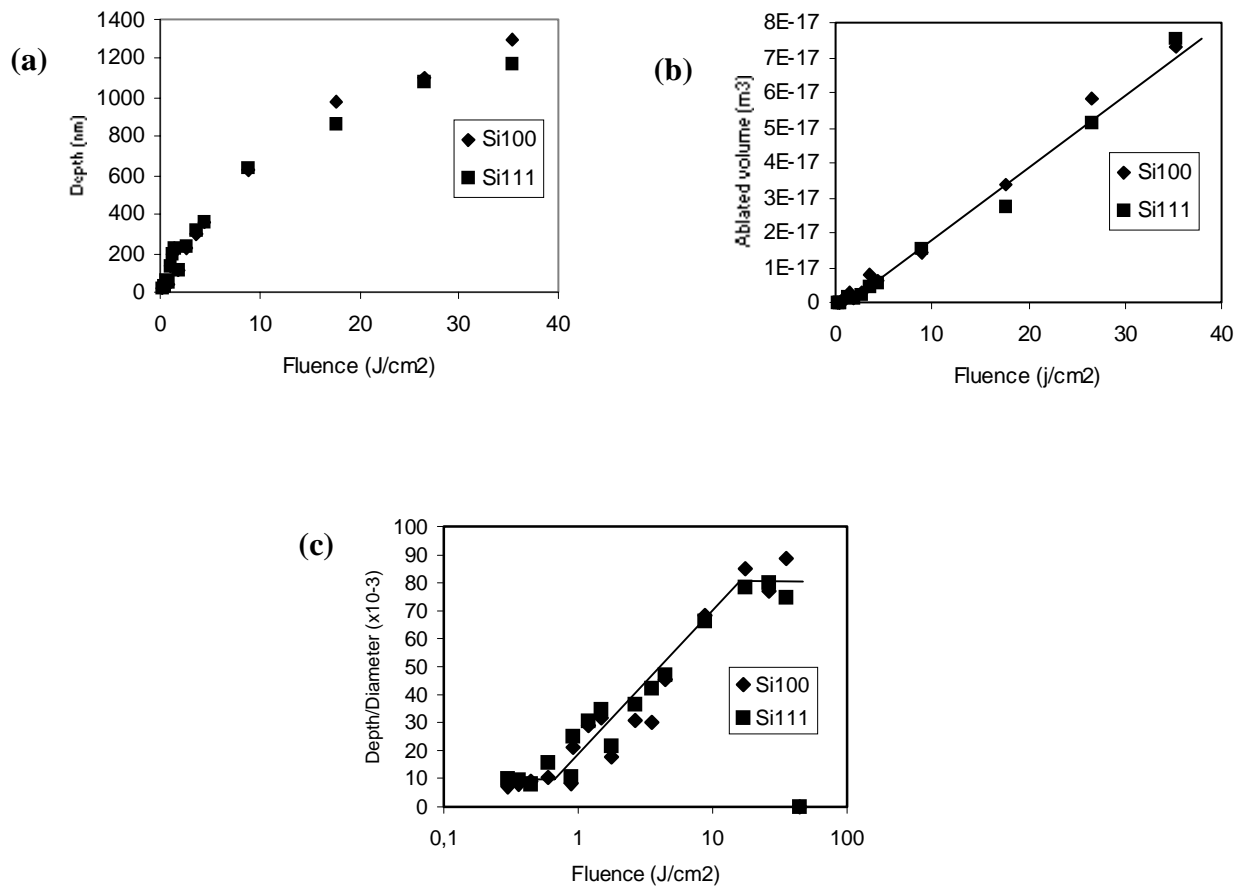 (a)
1400
1200
1000
800
600
400
200
0
Depth (nm)
0 10 20 30 40
Fluence (J/cm2)
Si100
Si111
(b)
8E-17
7E-17
6E-17
5E-17
4E-17
3E-17
2E-17
1E-17
0
Ablated volume (m3)
0 10 20 30 40
Fluence (j/cm2)
Si100
Si111
(c)
100
90
80
70
60
50
40
30
20
10
0
Depth/Diameter (x10-3)
0,1 1 10 100
Fluence (J/cm2)
Si100
Si111